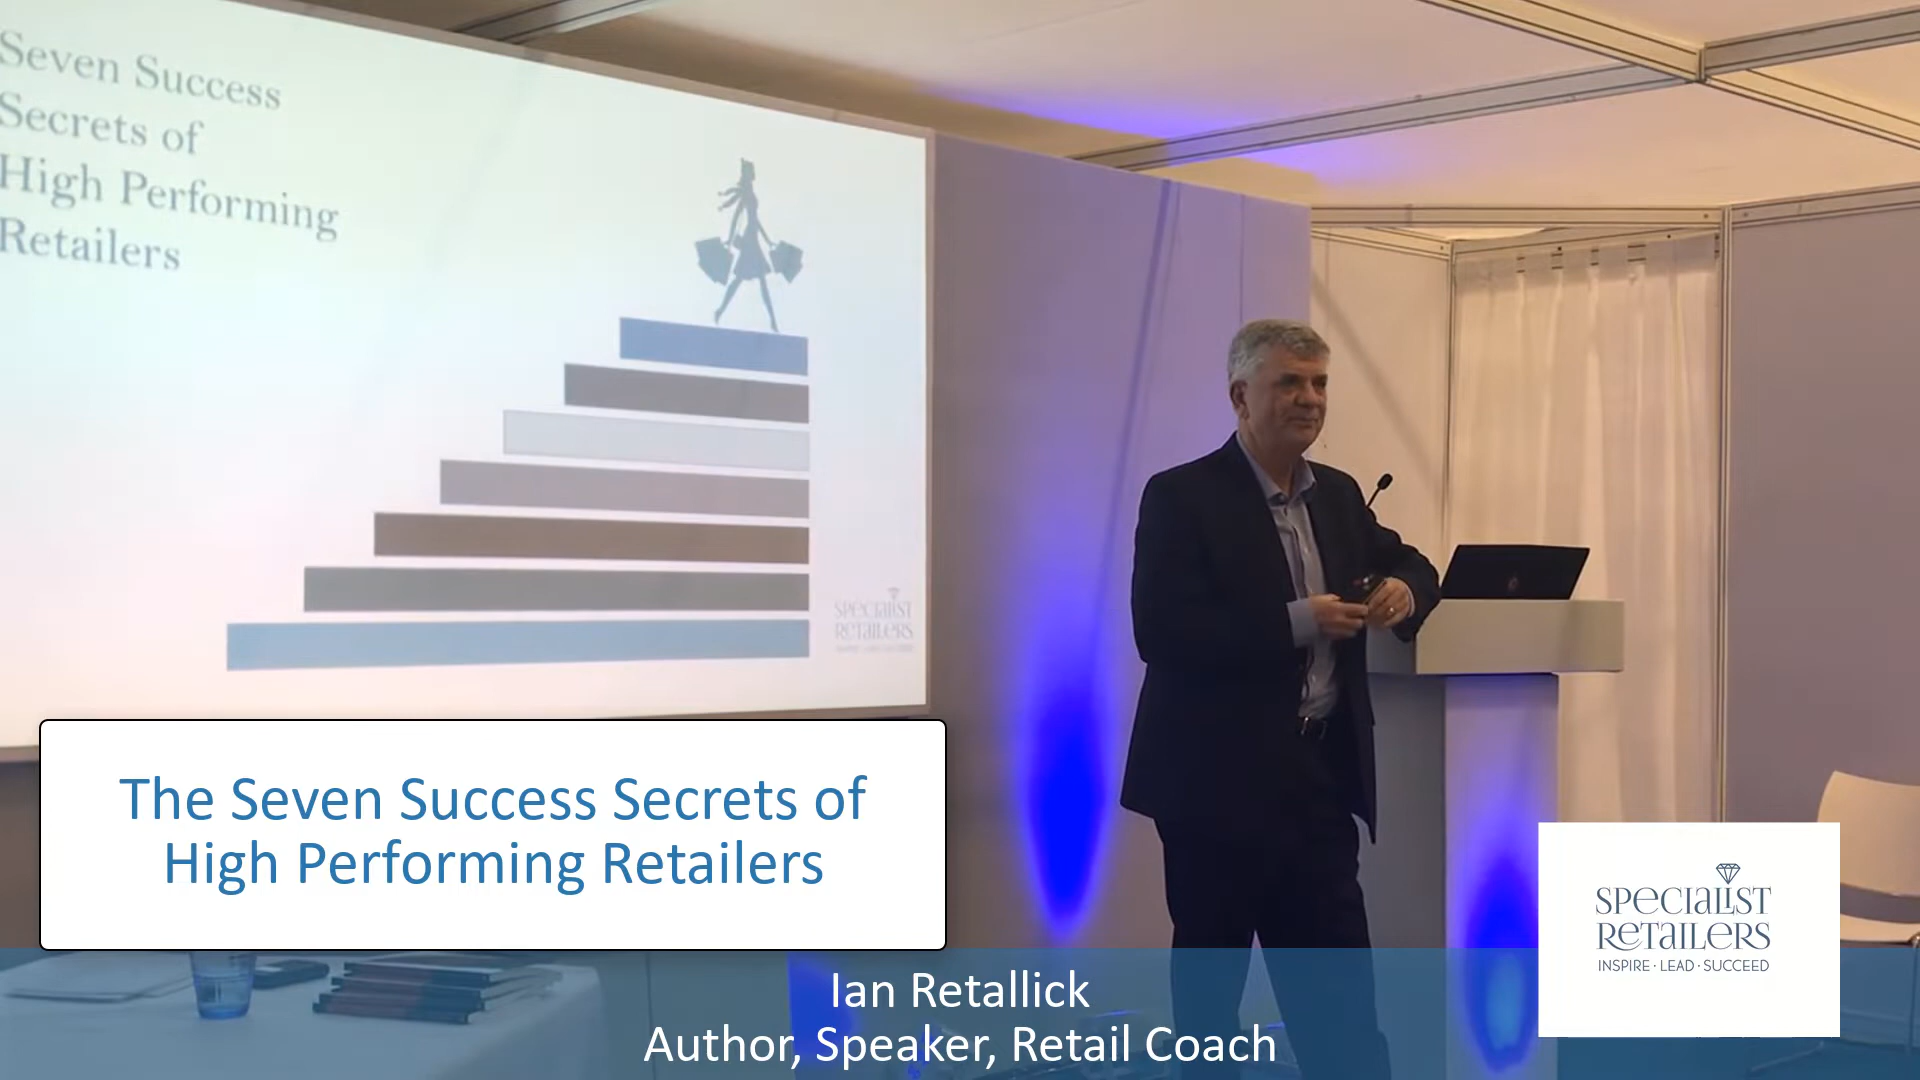 Seven Success
Secrets of
High Performing
Retailers
SPECIALIST
RETAILERS
The Seven Success Secrets of
High Performing Retailers
SPECIALIST
RETAILERS
INSPIRE · LEAD · SUCCEED
Ian Retallick
Author, Speaker, Retail Coach